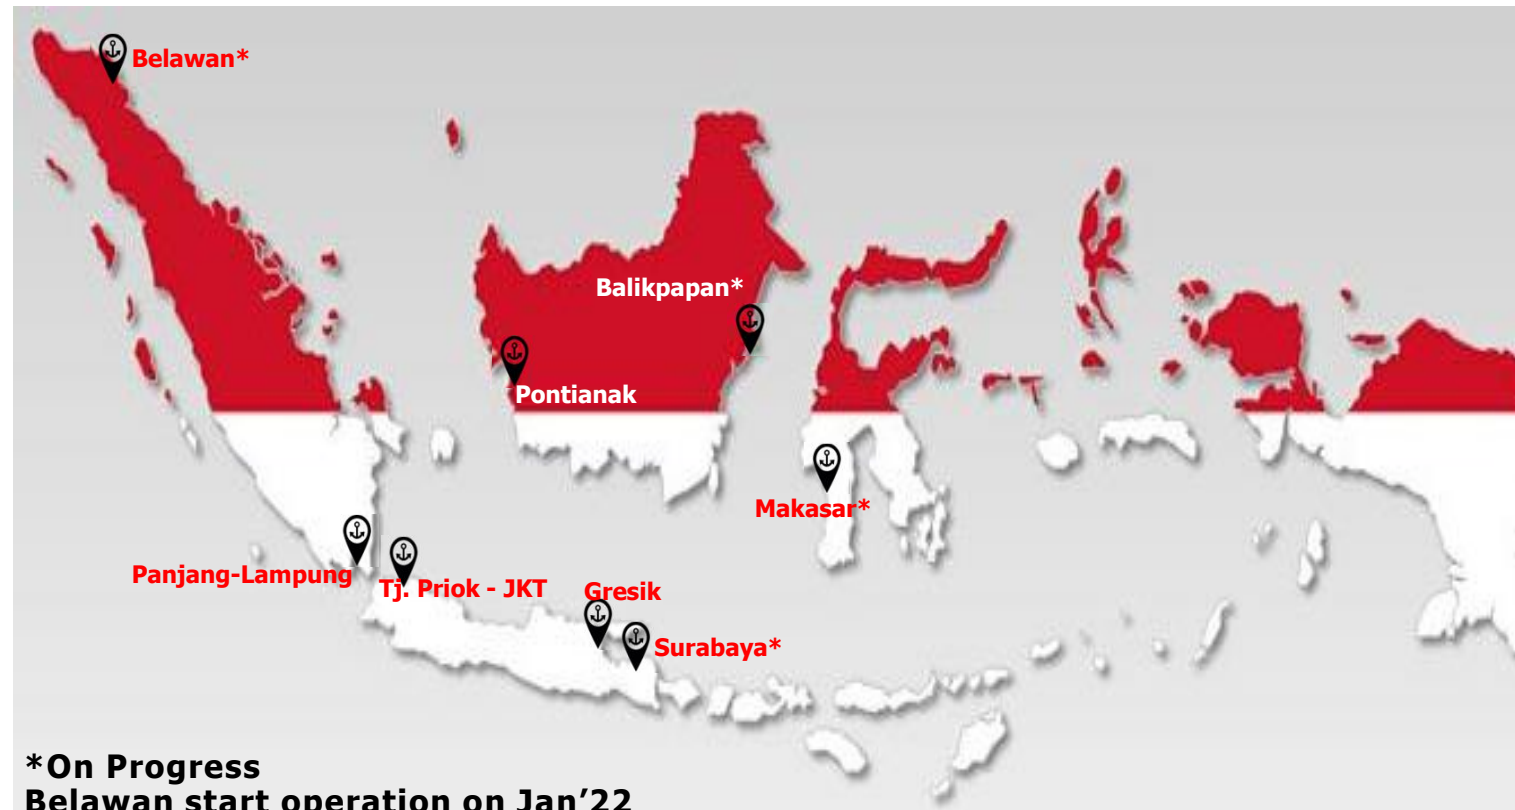 Belawan*
Balikpapan*
Pontianak
Makasar*
Panjang-Lampung
Tj. Priok - JKT
Gresik
Surabaya*
*On Progress
Belawan start operation on Jan’22